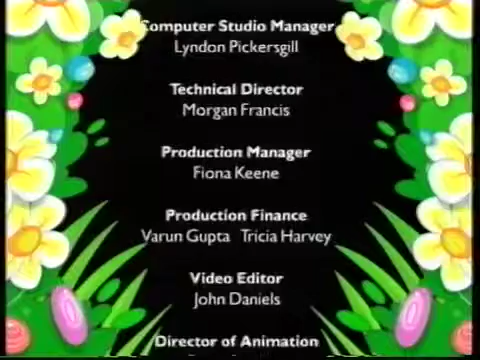 Computer Studio Manager
Lyndon Pickersgill
Technical Director
Morgan Francis
Production Manager
Fiona Keene
Production Finance
Varun Gupta Tricia Harvey
Video Editor
John Daniels
Director of Animation